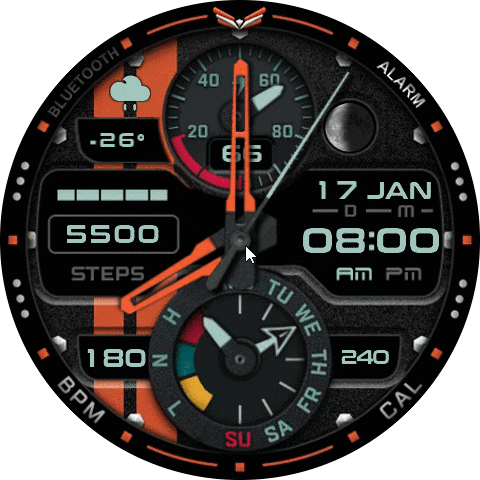 BLUETOOTH
ALARM
40 60
20 80
66
-26°
17 JAN
D M
5500
08:00
STEPS
AM PM
TU
WE
TH
FR
SA
SU
H
N
L
180
240
BPM
CAL